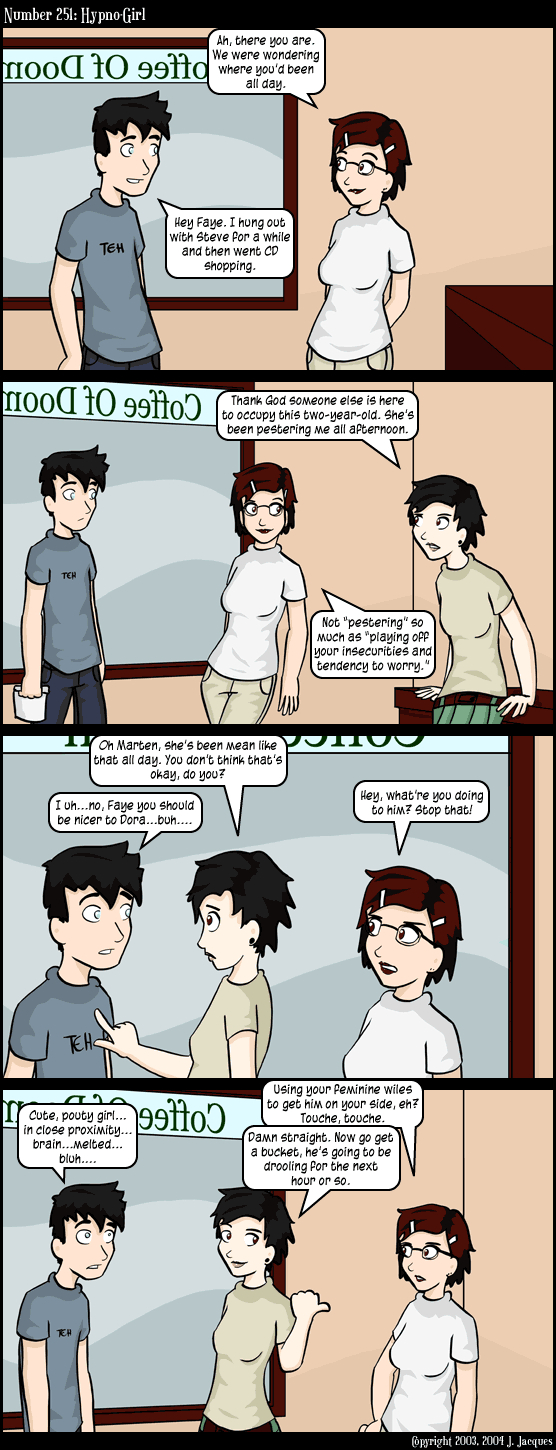 Number 251: Hypno-Girl
Coffee Of Doom
Ah, there you are.
We were wondering
where you'd been
all day.
Hey Faye. I hung out
with Steve for a while
and then went CD
shopping.
TEH
Coffee Of Doom
Thank God someone else is here
to occupy this two-year-old. She's
been pestering me all afternoon.
Not "pestering" so
much as "playing off
your insecurities and
tendency to worry."
TEH
Oh Marten, she's been mean like
that all day. You don't think that's
okay, do you?
I uh...no, Faye you should
be nicer to Dora...buh....
Hey, what're you doing
to him? Stop that!
TEH
Coffee Of Doom
Using your feminine wiles
to get him on your side, eh?
Touche, touche.
Cute, pouty girl...
in close proximity...
brain...melted...
bluh....
Damn straight. Now go get
a bucket, he's going to be
drooling for the next
hour or so.
TEH
Copyright 2003, 2004 J. Jacques